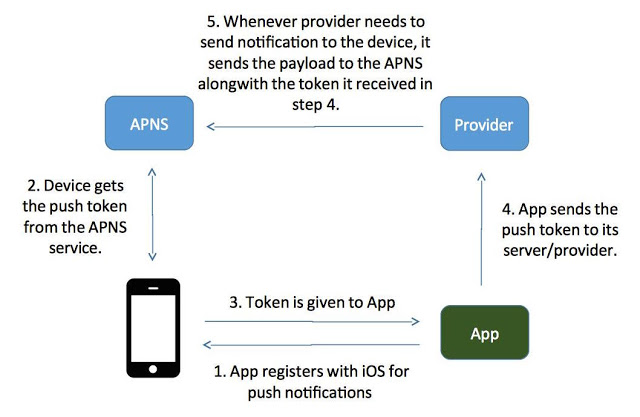 5. Whenever provider needs to
send notification to the device, it
sends the payload to the APNS
alongwith the token it received in
step 4.
APNS
Provider
2. Device gets
the push token
from the APNS
service.
4. App sends the
push token to its
server/provider.
3. Token is given to App
App
1. App registers with iOS for
push notifications